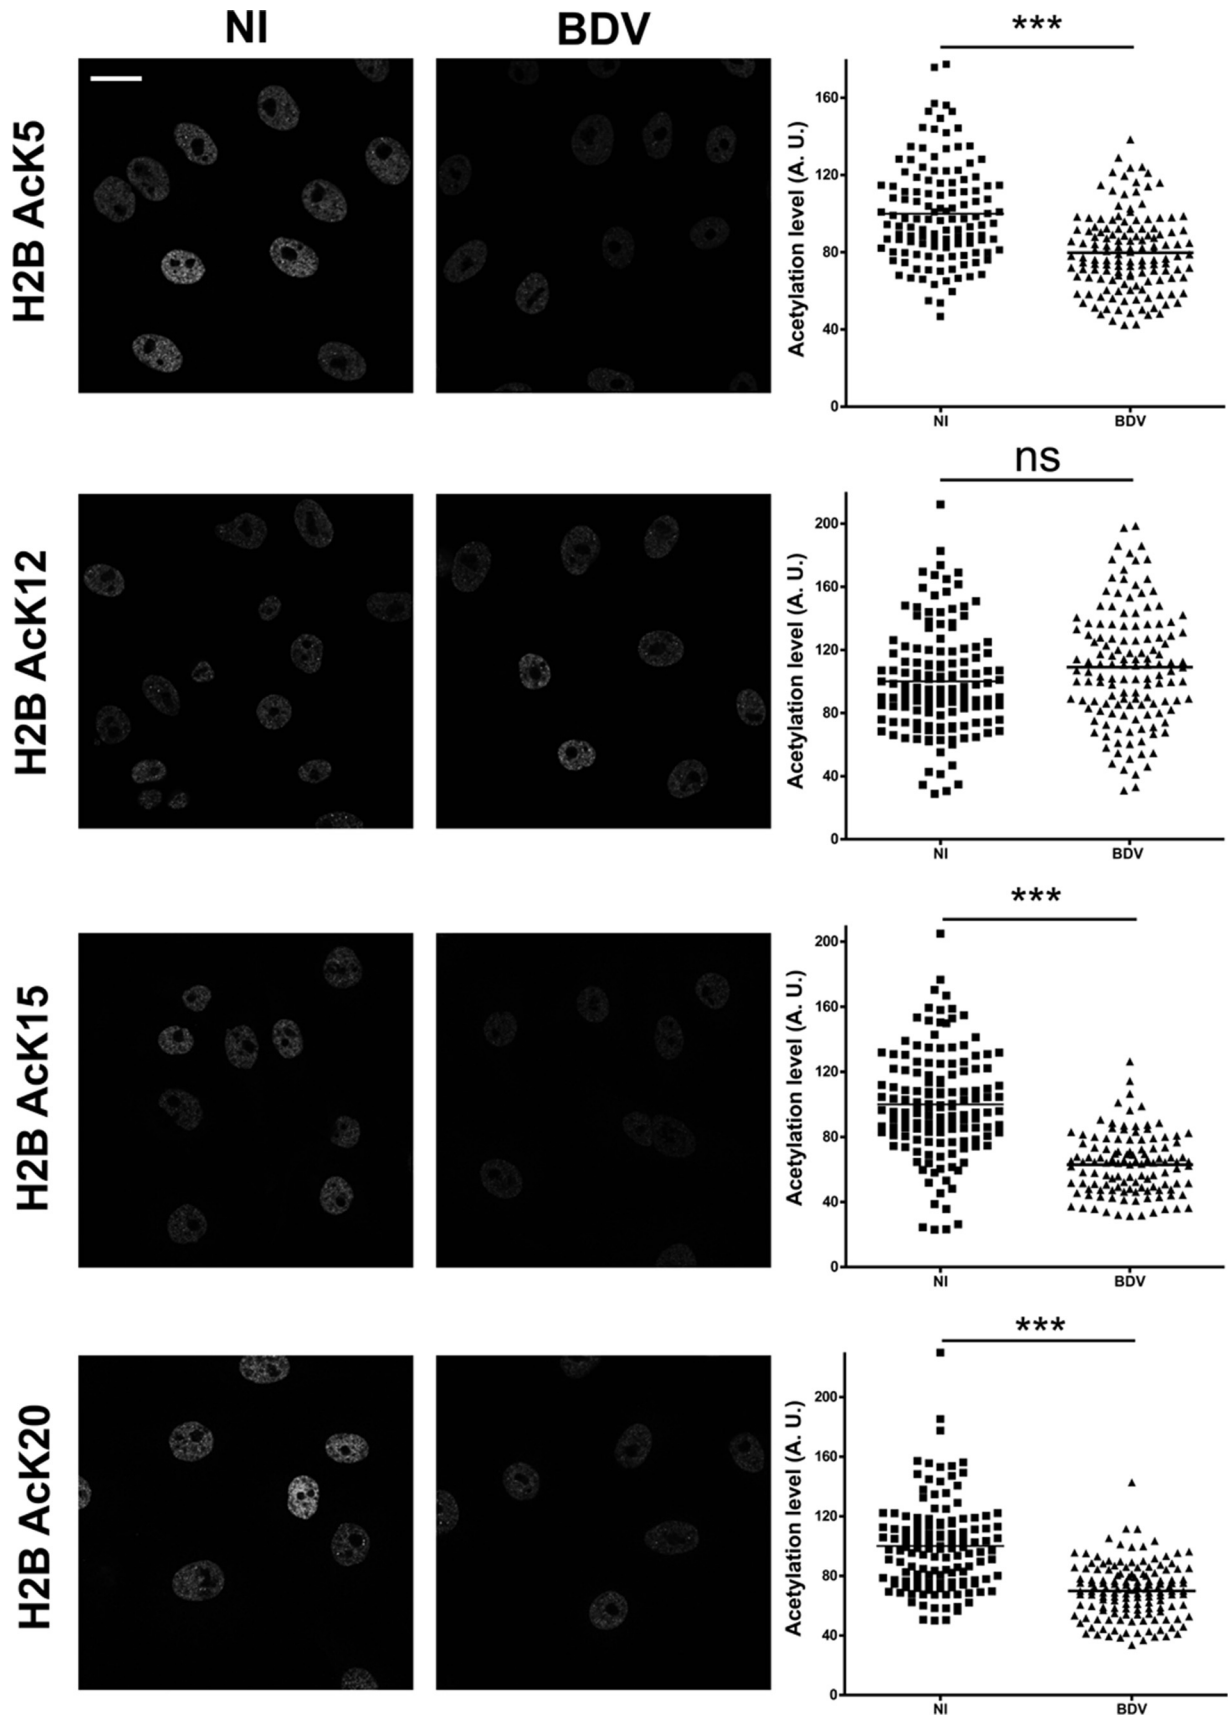 NI
BDV
***
H2B AcK5
Acetylation level (A. U.)
160
120
80
40
0
NI
BDV
ns
H2B AcK12
Acetylation level (A. U.)
200
160
120
80
40
0
NI
BDV
***
H2B AcK15
Acetylation level (A. U.)
200
160
120
80
40
0
NI
BDV
***
H2B AcK20
Acetylation level (A. U.)
200
160
120
80
40
0
NI
BDV